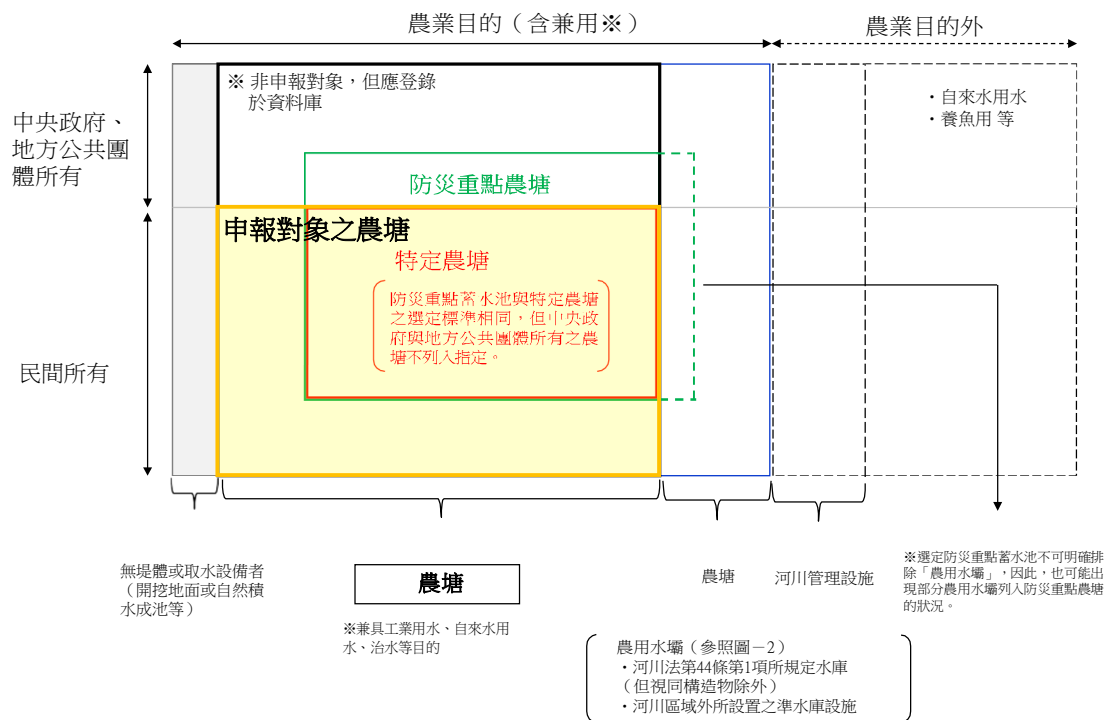 農業目的（含兼用※）
農業目的外
※ 非申報對象，但應登錄
於資料庫
・自來水用水
・養魚用 等
中央政府、
地方公共團
體所有
防災重點農塘
申報對象之農塘
特定農塘
防災重點蓄水池與特定農塘
之選定標準相同，但中央政
府與地方公共團體所有之農
塘不列入指定。
民間所有
無堤體或取水設備者
（開挖地面或自然積
水成池等）
農塘
※兼具工業用水、自來水用
水、治水等目的
農塘
河川管理設施
※選定防災重點蓄水池不可明確排
除「農用水壩」，因此，也可能出
現部分農用水壩列入防災重點農塘
的狀況。
農用水壩（參照圖－2）
・河川法第44條第1項所規定水庫
（但視同構造物除外）
・河川區域外所設置之準水庫設施